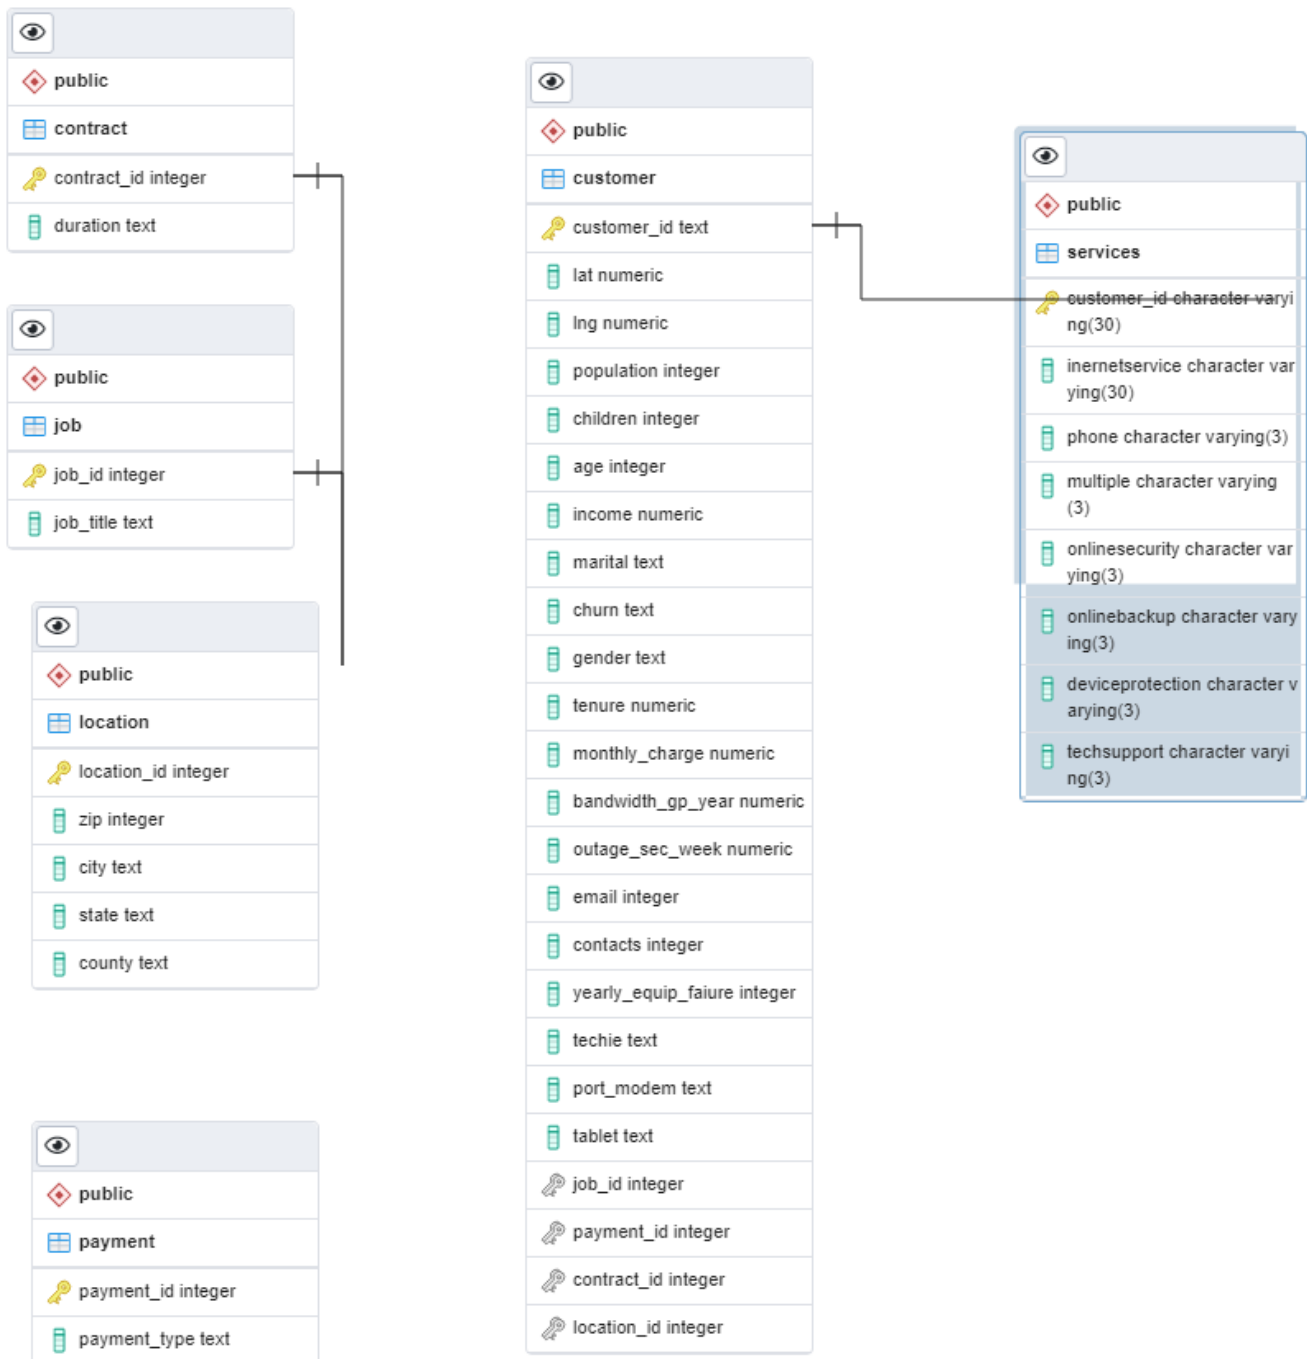 public
contract
contract_id integer
duration text
public
job
job_id integer
job_title text
public
location
location_id integer
zip integer
city text
state text
county text
public
payment
payment_id integer
payment_type text
public
customer
customer_id text
lat numeric
lng numeric
population integer
children integer
age integer
income numeric
marital text
churn text
gender text
tenure numeric
monthly_charge numeric
bandwidth_gp_year numeric
outage_sec_week numeric
email integer
contacts integer
yearly_equip_faiure integer
techie text
port_modem text
tablet text
job_id integer
payment_id integer
contract_id integer
location_id integer
public
services
customer_id character varyi
ng(30)
inernetservice character var
ying(30)
phone character varying(3)
multiple character varying
(3)
onlinesecurity character var
ying(3)
onlinebackup character vary
ing(3)
deviceprotection character v
arying(3)
techsupport character varyi
ng(3)